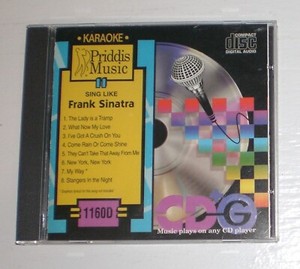 KARAOKE
Priddis
Music
11
SING LIKE
Frank Sinatra
1. The Lady is a Tramp
2. What Now My Love
3. I've Got A Crush On You
4. Come Rain Or Come Shine
5. They Can't Take That Away From Me
6. New York, New York
7. My Way *
8. Stangers in the Night
1160D
COMPACT
disc
DIGITAL AUDIO
CD+G
Music plays on any CD player